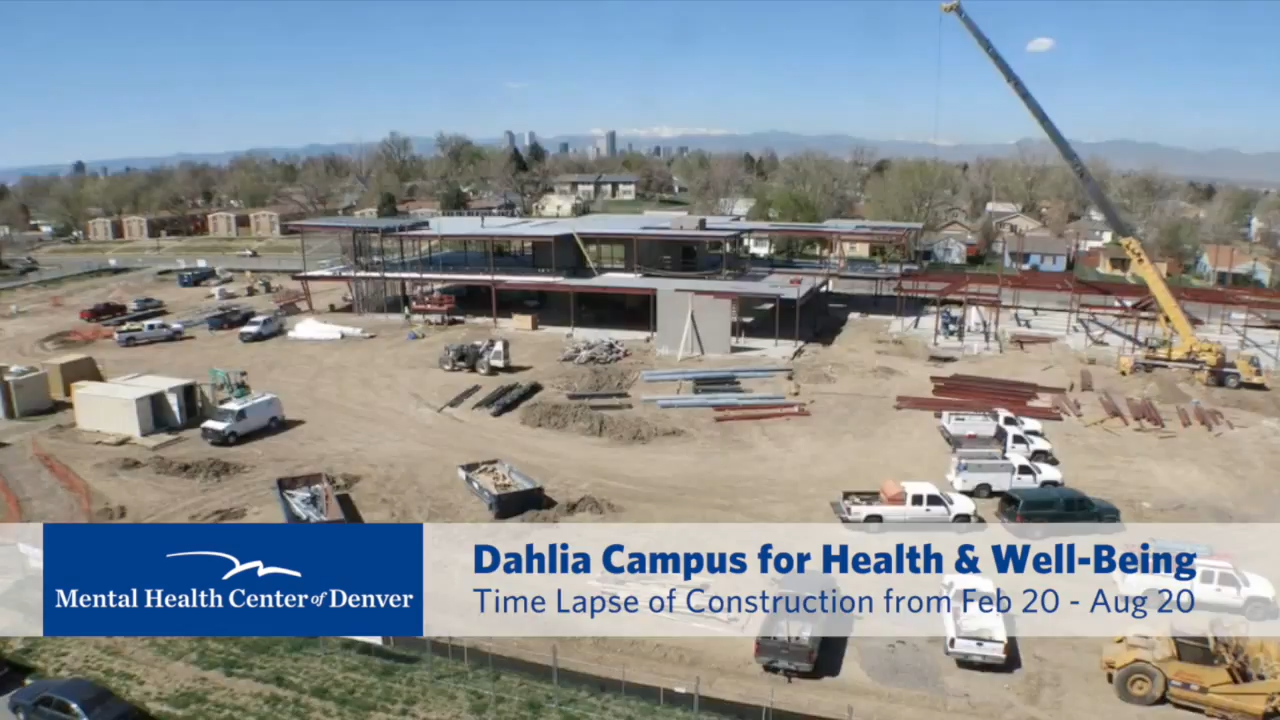 Mental Health Center of Denver
Dahlia Campus for Health & Well-Being
Time Lapse of Construction from Feb 20 - Aug 20